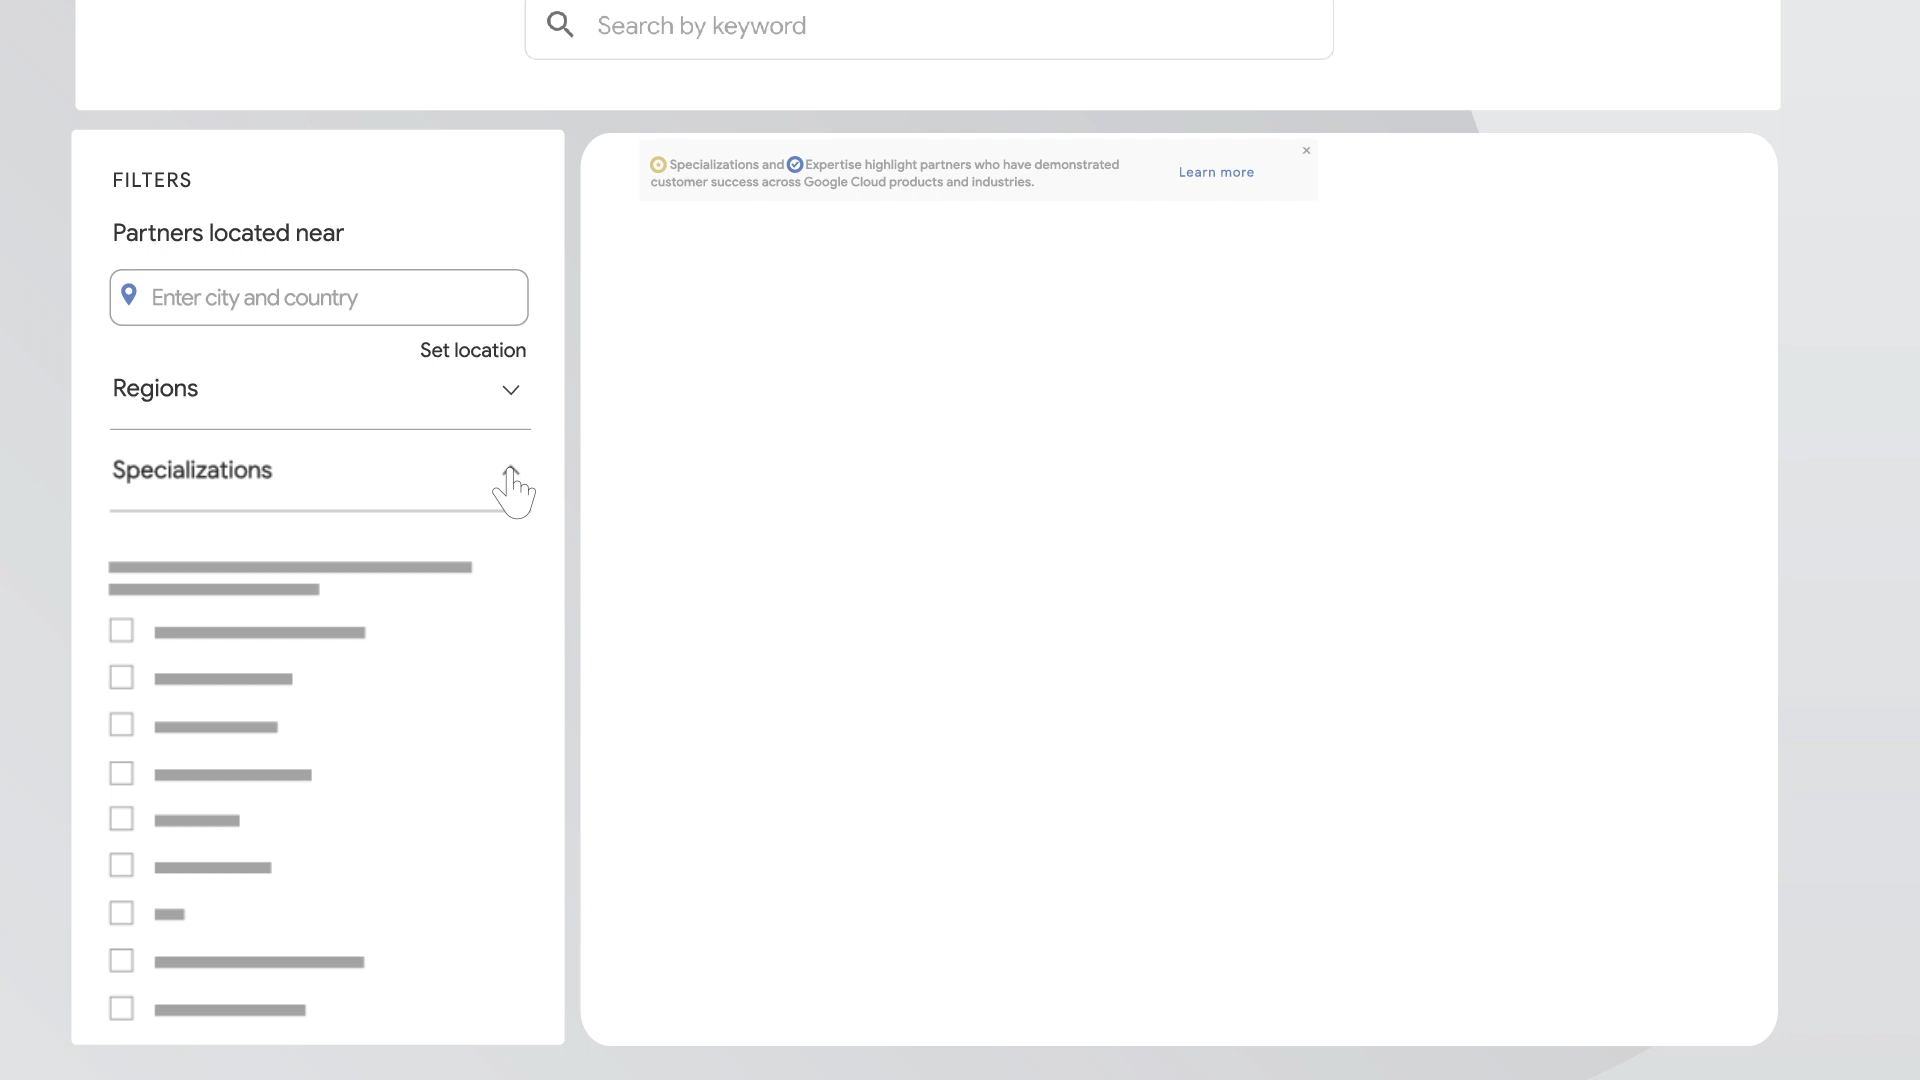 Search by keyword
FILTERS
Partners located near
Enter city and country
Set location
Regions
Specializations
Specializations and Expertise highlight partners who have demonstrated
customer success across Google Cloud products and industries.
Learn more